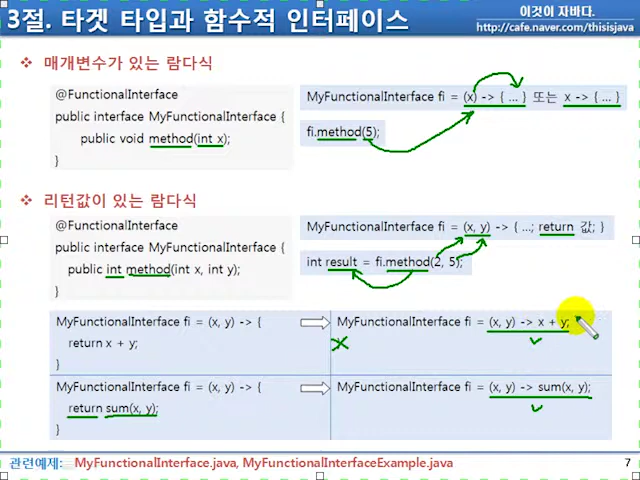 3절. 타겟 타입과 함수적 인터페이스
이것이 자바다.
http://cafe.naver.com/thisisjava
❖ 매개변수가 있는 람다식
@FunctionalInterface
public interface MyFunctionalInterface {
public void method(int x);
}
MyFunctionalInterface fi = (x) -> { ... } 또는 x -> { ... }
fi.method(5);
❖ 리턴값이 있는 람다식
@FunctionalInterface
public interface MyFunctionalInterface {
public int method(int x, int y);
}
MyFunctionalInterface fi = (x, y) -> { ...; return 값; }
int result = fi.method(2, 5);
MyFunctionalInterface fi = (x, y) -> {
return x + y;
}
MyFunctionalInterface fi = (x, y) -> x + y;
MyFunctionalInterface fi = (x, y) -> {
return sum(x, y);
}
MyFunctionalInterface fi = (x, y) -> sum(x, y);
관련예제: MyFunctionalInterface.java, MyFunctionalInterfaceExample.java
7